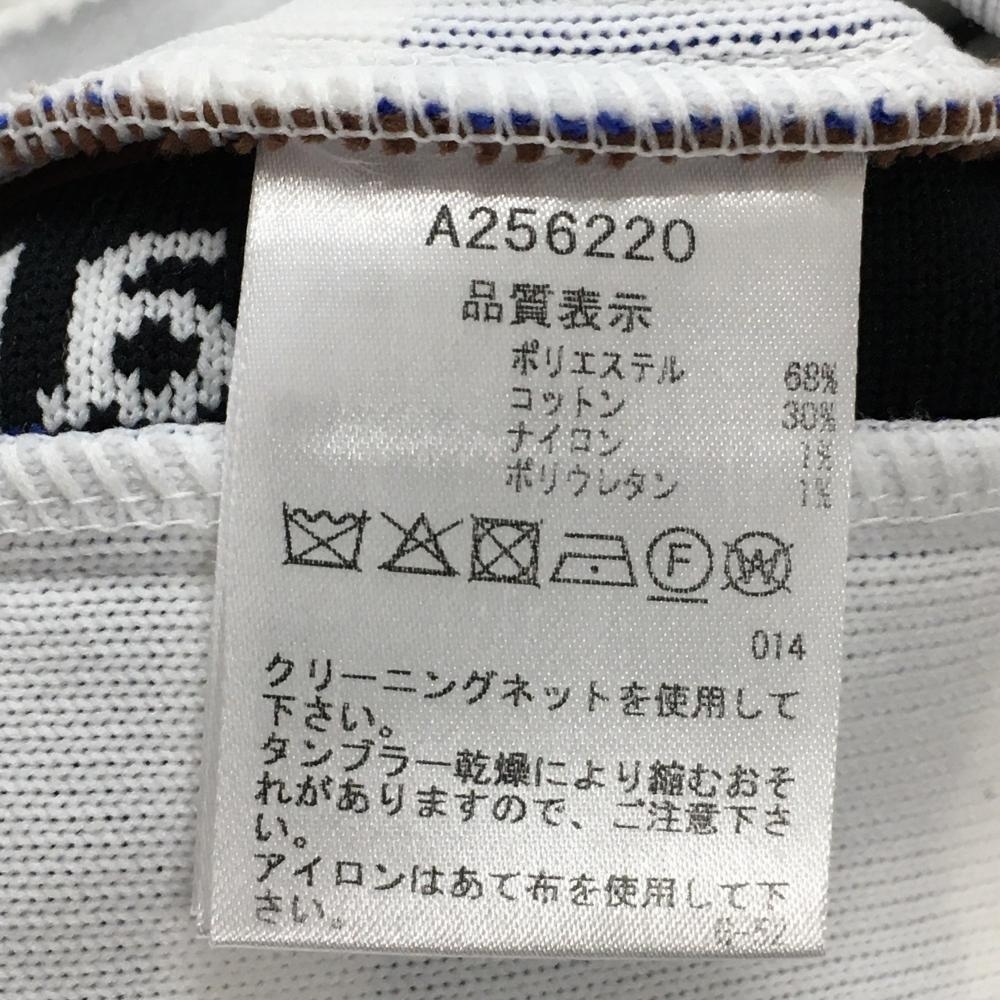 A256220
品質表示
ポリエステル 68%
コットン 30%
ナイロン 1%
ポリウレタン 1%
F W
014
クリーニングネットを使用して
下さい。
タンブラー乾燥により縮むおそ
れがありますので、ご注意下さ
い。
アイロンはあて布を使用して下
さい。
6